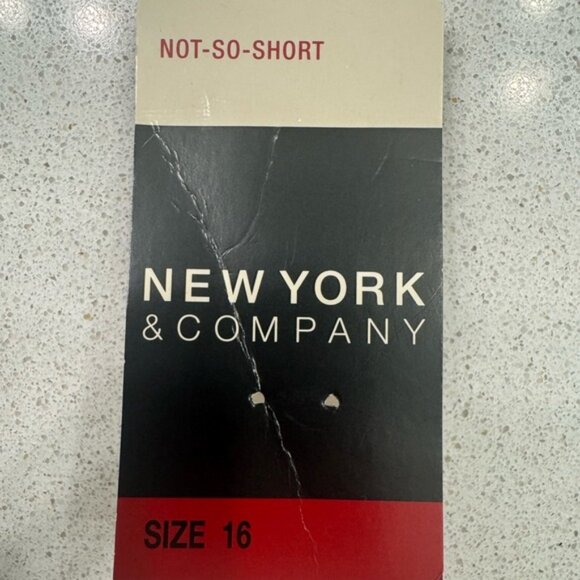 NOT-SO-SHORT
NEW YORK
& COMPANY
SIZE 16